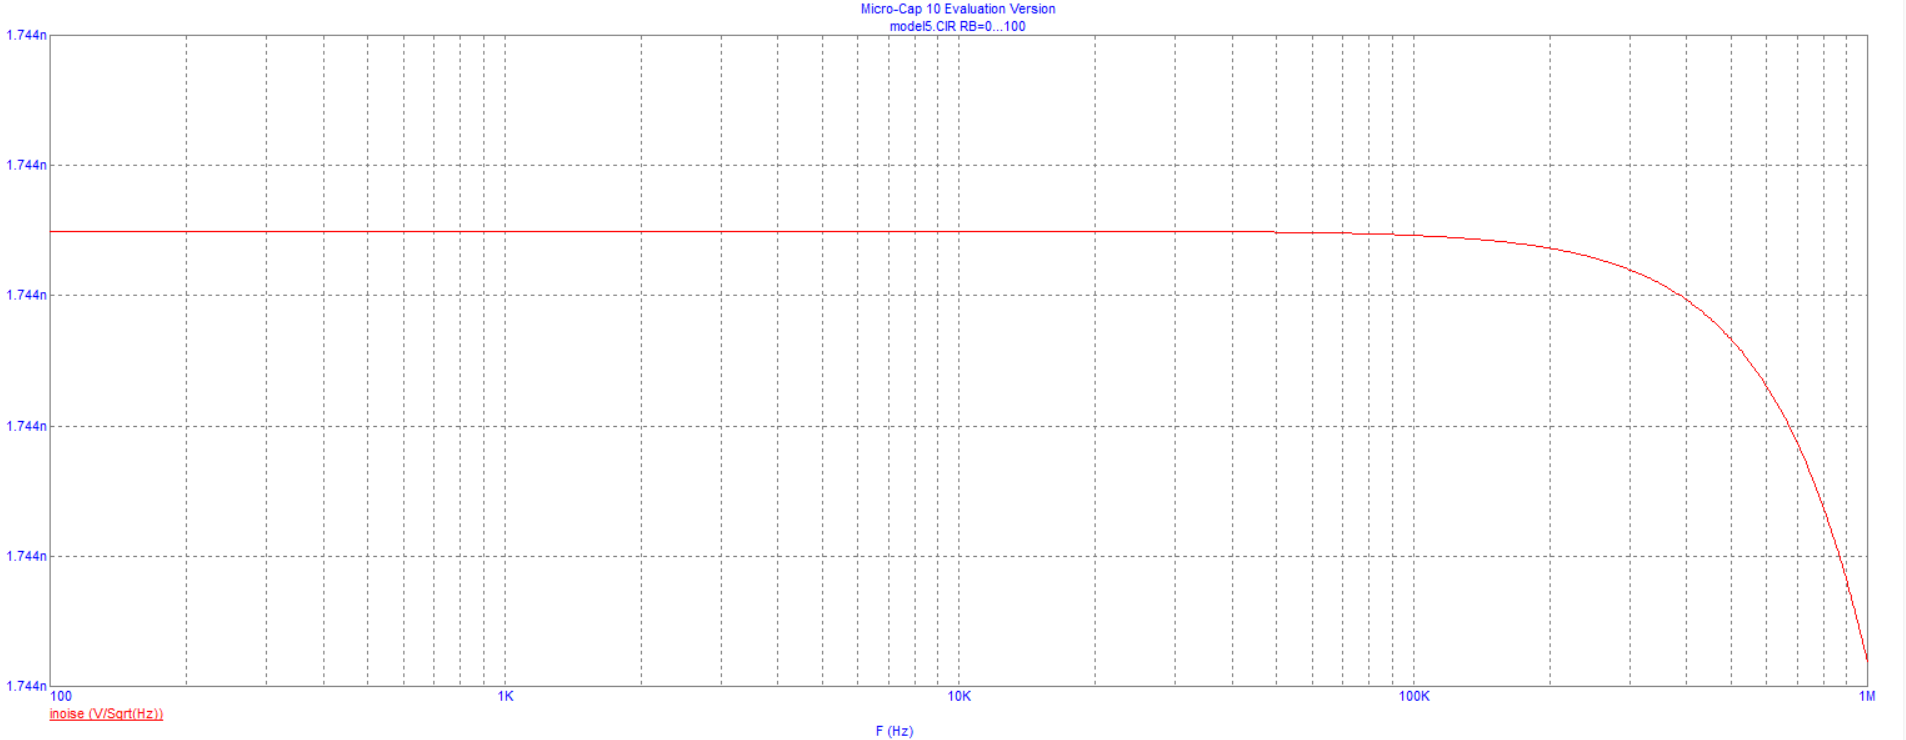 Micro-Cap 10 Evaluation Version
model5.CIR RB=0...100
1.744n
1.744n
1.744n
1.744n
1.744n
1.744n
100 1K 10K 100K 1M
inoise (V/Sqrt(Hz))
F (Hz)